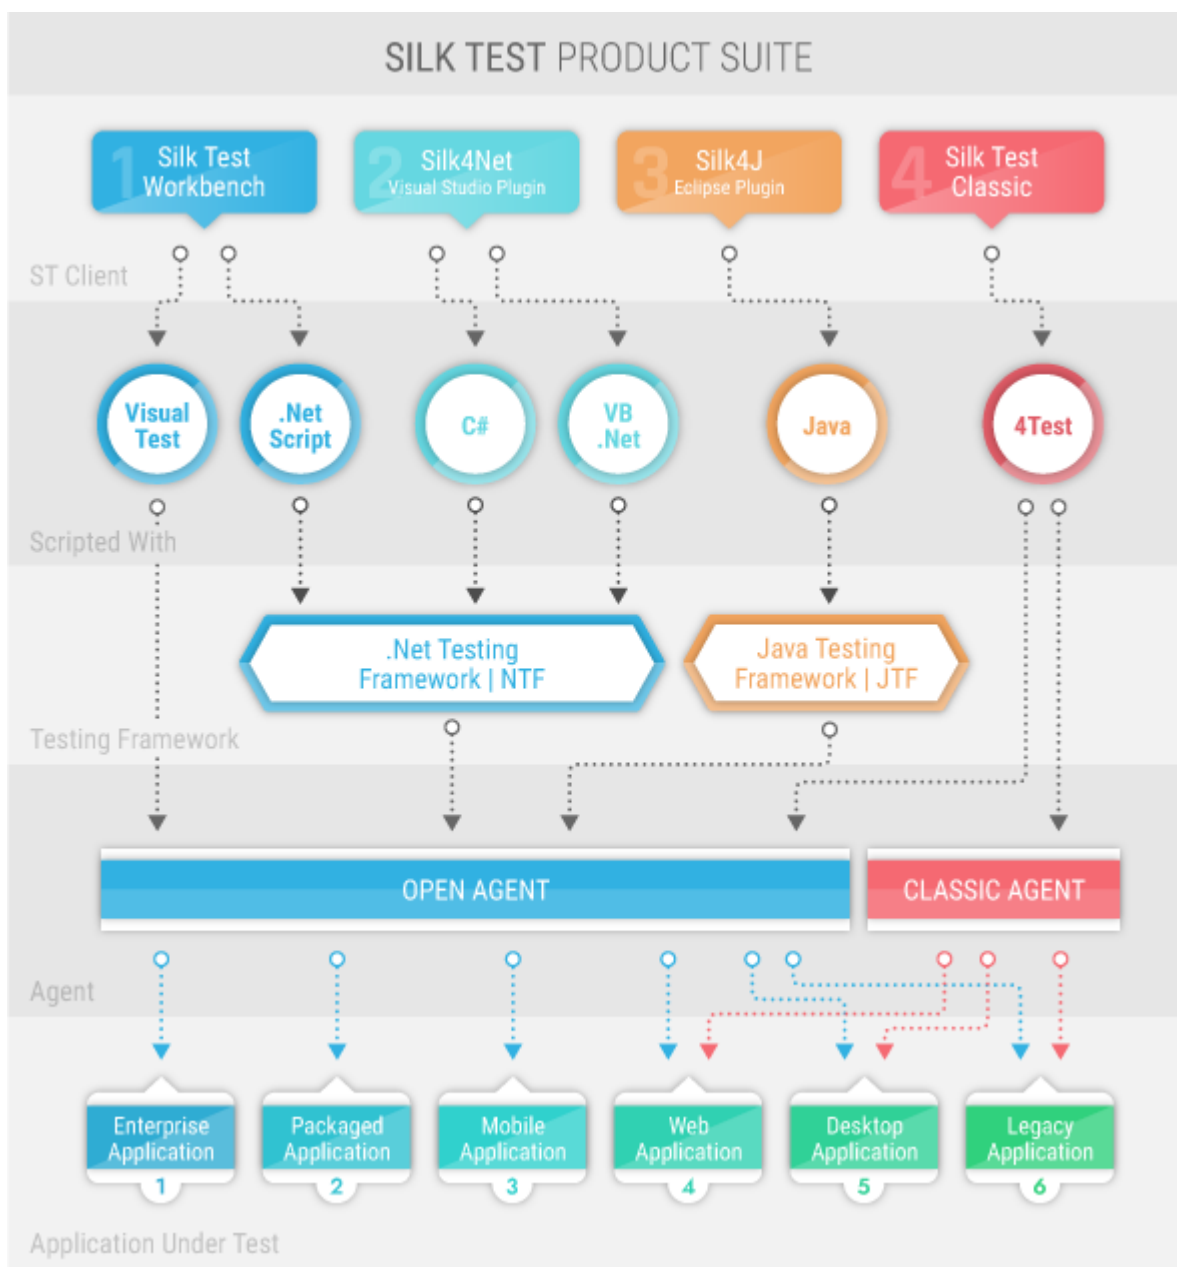 SILK TEST PRODUCT SUITE
1
Silk Test
Workbench
2
Silk4Net
Visual Studio Plugin
3
Silk4J
Eclipse Plugin
4
Silk Test
Classic
ST Client
Visual
Test
.Net
Script
C#
VB
.Net
Java
4Test
Scripted With
.Net Testing
Framework | NTF
Java Testing
Framework | JTF
Testing Framework
OPEN AGENT
CLASSIC AGENT
Agent
Enterprise
Application
1
Packaged
Application
2
Mobile
Application
3
Web
Application
4
Desktop
Application
5
Legacy
Application
6
Application Under Test